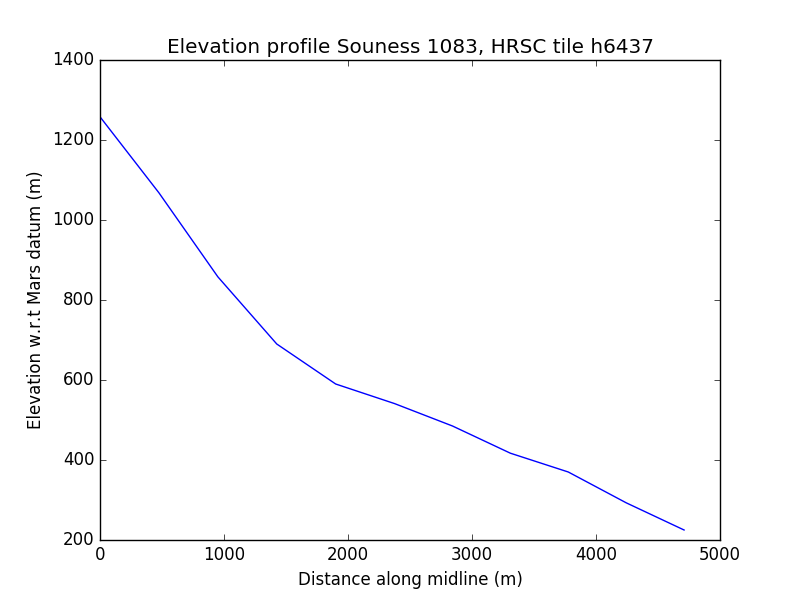 Elevation profile Souness 1083, HRSC tile h6437
1400
1200
1000
800
600
400
200
Elevation w.r.t Mars datum (m)
0 1000 2000 3000 4000 5000
Distance along midline (m)